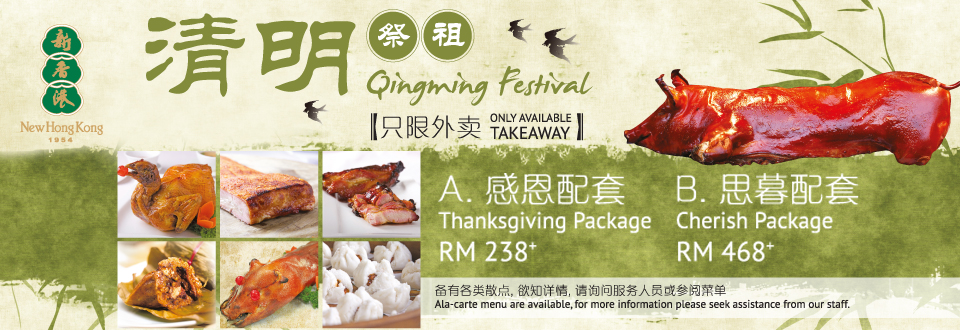 新香港
New Hong Kong
1954
清明祭祖
Qingming Festival
【只限外卖 ONLY AVAILABLE TAKEAWAY】
A. 感恩配套
Thanksgiving Package
RM 238+
B. 思暮配套
Cherish Package
RM 468+
备有各类散点, 欲知详情, 请询问服务人员或参阅菜单
Ala-carte menu are available, for more information please seek assistance from our staff.